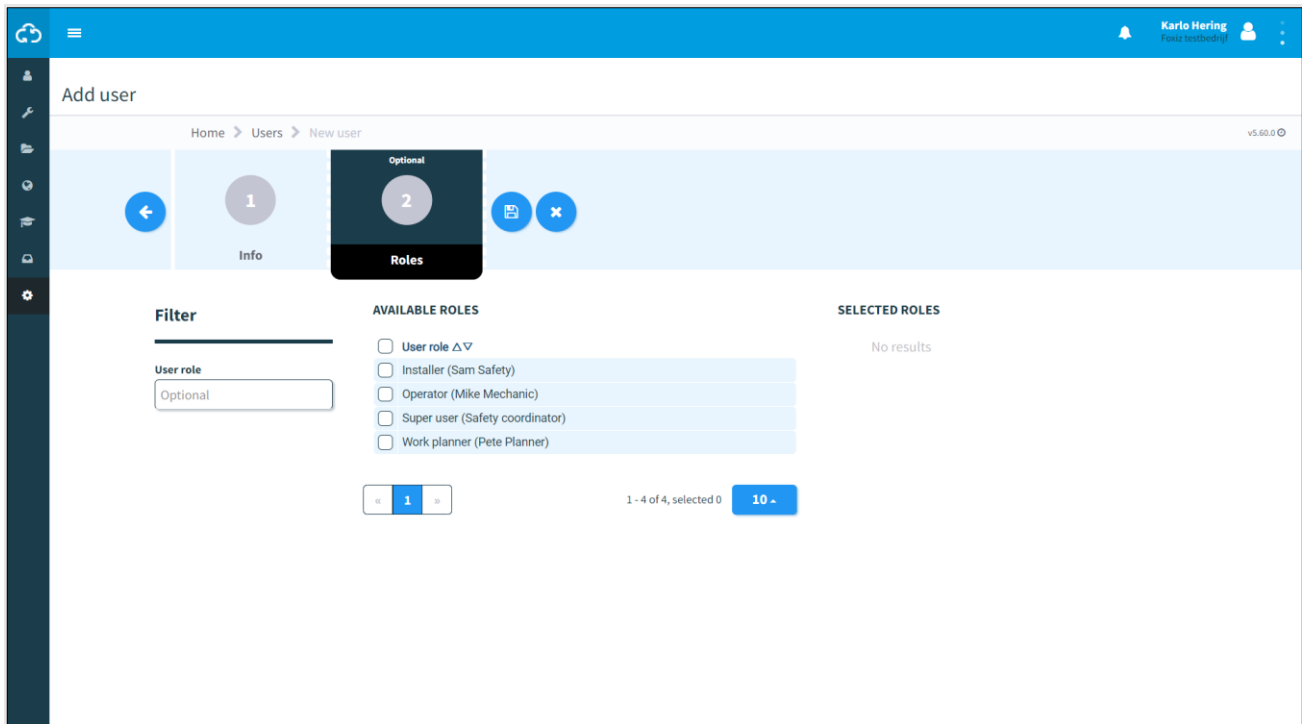 Karlo Hering
Foxiz testbedrijf
Add user
Home Users New user
v5.60.0
Optional
1
2
Info
Roles
Filter
User role
Optional
AVAILABLE ROLES
User role
Installer (Sam Safety)
Operator (Mike Mechanic)
Super user (Safety coordinator)
Work planner (Pete Planner)
« 1 »
1 - 4 of 4, selected 0
10
SELECTED ROLES
No results